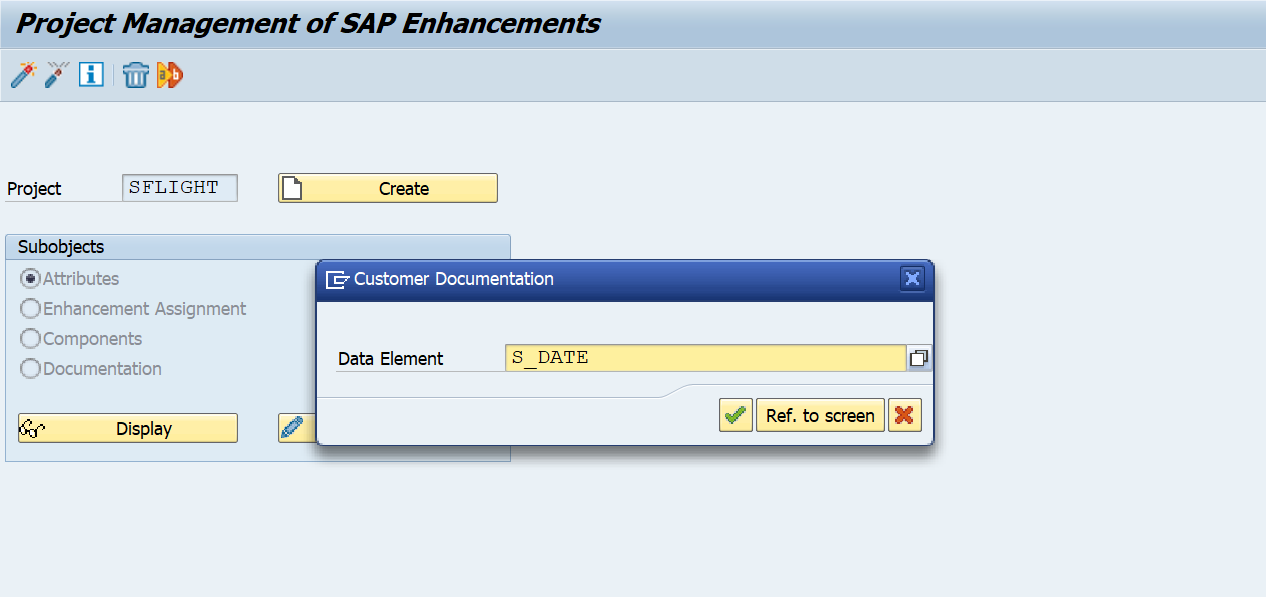 Project Management of SAP Enhancements
Project SFLIGHT Create
Subobjects
Attributes
Enhancement Assignment
Components
Documentation
Display
Customer Documentation
Data Element S_DATE
Ref. to screen